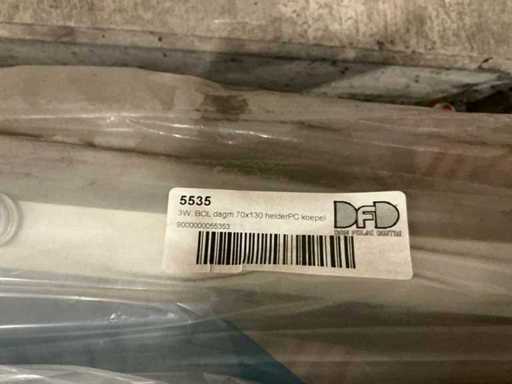 5535
3W. BOL dagm 70x130 helderPC koepel
9000000055353
DFD